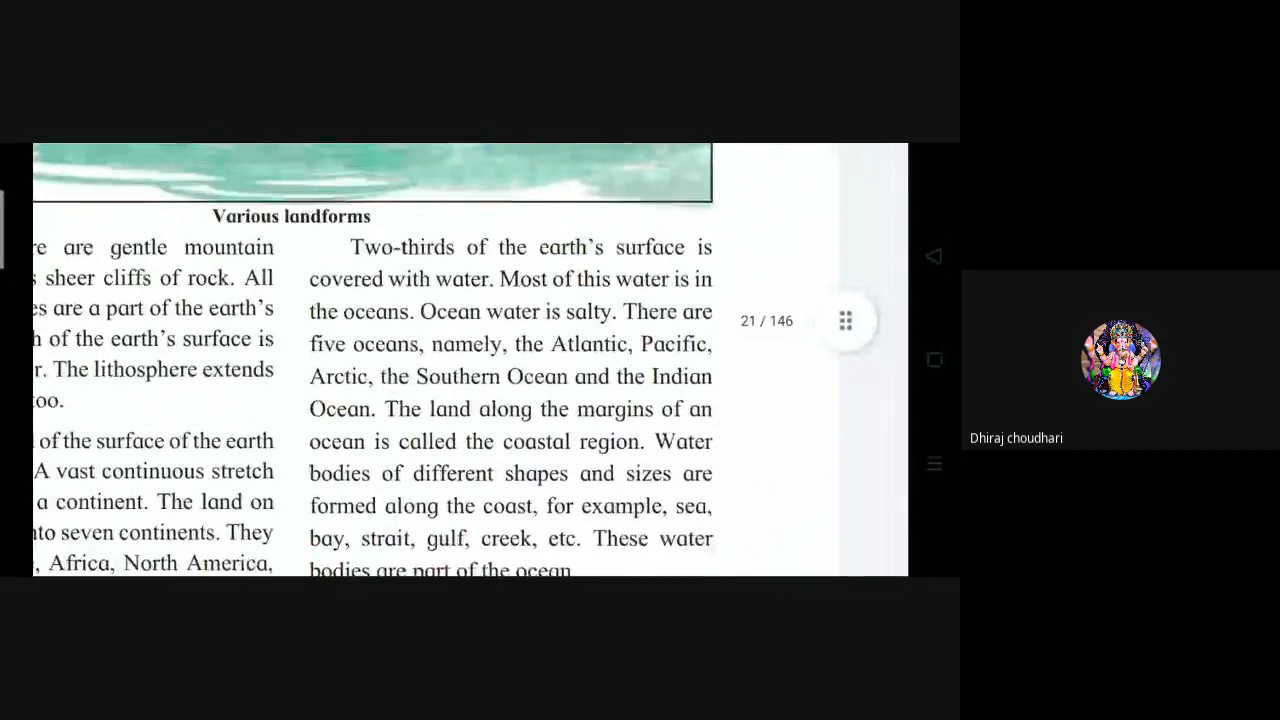 Various landforms
are gentle mountain
sheer cliffs of rock. All
are a part of the earth's
of the earth's surface is
The lithosphere extends
too.
of the surface of the earth
A vast continuous stretch
a continent. The land on
into seven continents. They
, Africa, North America,
Two-thirds of the earth's surface is
covered with water. Most of this water is in
the oceans. Ocean water is salty. There are
five oceans, namely, the Atlantic, Pacific,
Arctic, the Southern Ocean and the Indian
Ocean. The land along the margins of an
ocean is called the coastal region. Water
bodies of different shapes and sizes are
formed along the coast, for example, sea,
bay, strait, gulf, creek, etc. These water
bodies are part of the ocean
21 / 146
Dhiraj choudhari